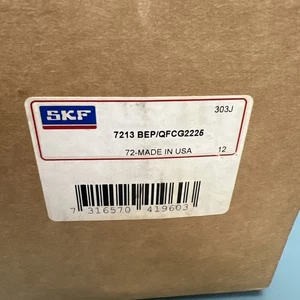 SKF
303J
7213 BEP/QFCG2225
72-MADE IN USA
12
7 316570 419603